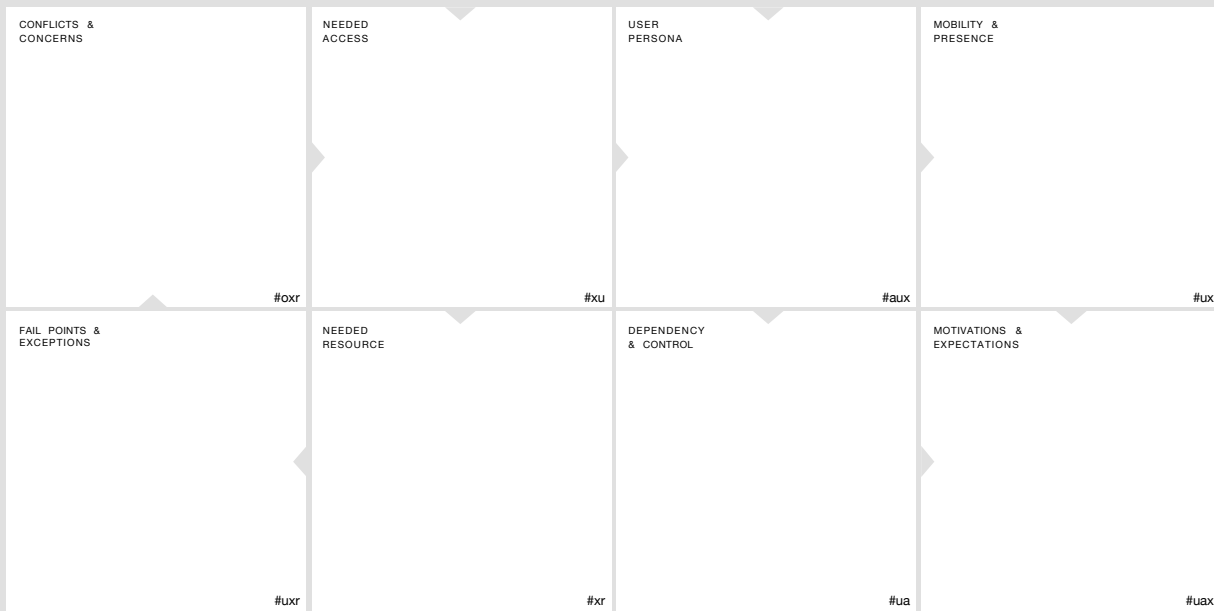 CONFLICTS &
CONCERNS
#oxr
NEEDED
ACCESS
#xu
USER
PERSONA
#aux
MOBILITY &
PRESENCE
#ux
FAIL POINTS &
EXCEPTIONS
#uxr
NEEDED
RESOURCE
#xr
DEPENDENCY
& CONTROL
#ua
MOTIVATIONS &
EXPECTATIONS
#uax